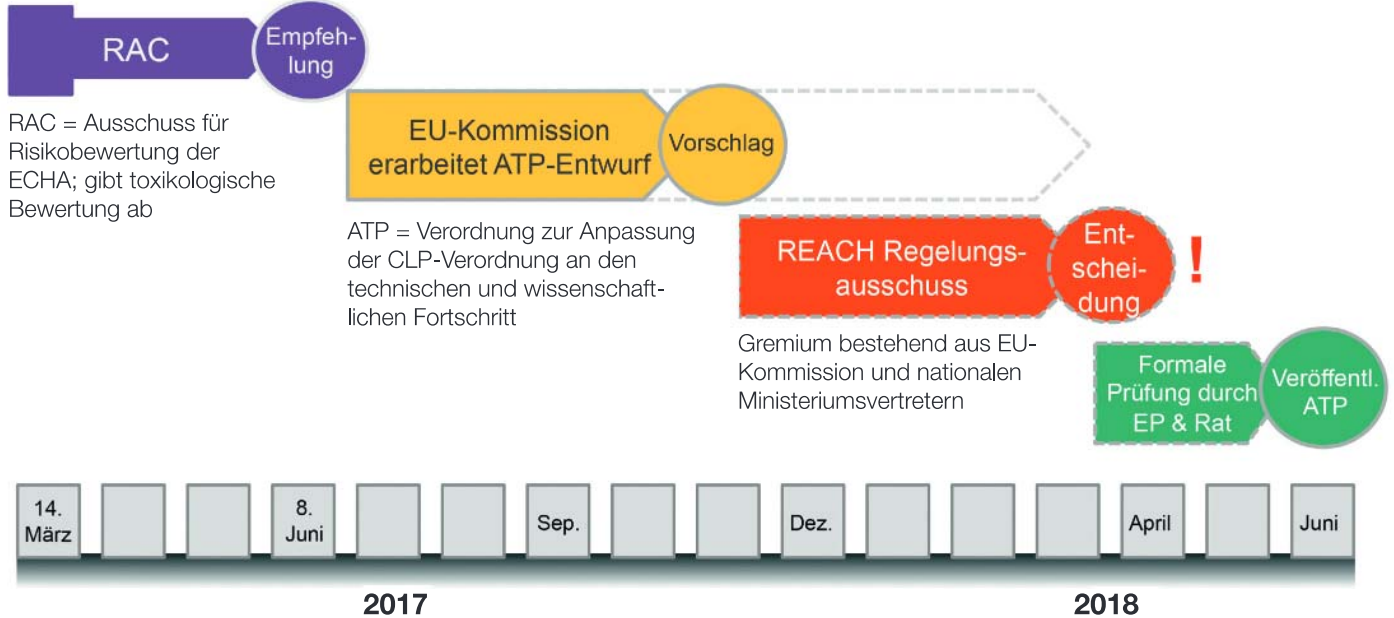 RAC
Empfeh-
lung
RAC = Ausschuss für
Risikobewertung der
ECHA; gibt toxikologische
Bewertung ab
EU-Kommission
erarbeitet ATP-Entwurf
Vorschlag
ATP = Verordnung zur Anpassung
der CLP-Verordnung an den
technischen und wissenschaft-
lichen Fortschritt
REACH Regelungs-
ausschuss
Ent-
schei-
dung
!
Gremium bestehend aus EU-
Kommission und nationalen
Ministeriumsvertretern
Formale
Prüfung durch
EP & Rat
Veröffentl.
ATP
14.
März
8.
Juni
Sep.
Dez.
April
Juni
2017
2018